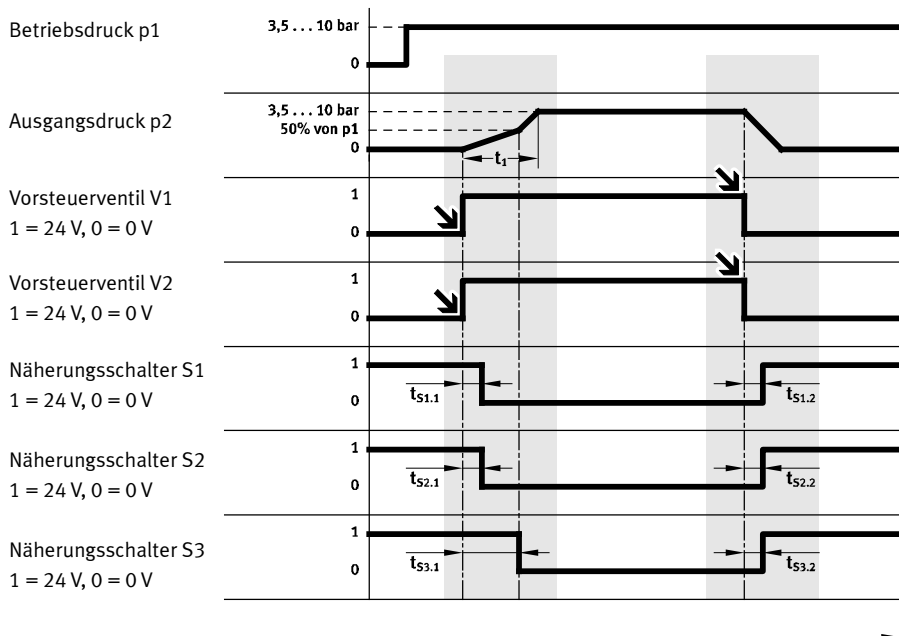 Betriebsdruck p1
3,5 . . . 10 bar
0
Ausgangsdruck p2
3,5 . . . 10 bar
50% von p1
0
t1
Vorsteuerventil V1
1 = 24 V, 0 = 0 V
1
0
Vorsteuerventil V2
1 = 24 V, 0 = 0 V
1
0
Näherungsschalter S1
1 = 24 V, 0 = 0 V
1
0
tS1.1
tS1.2
Näherungsschalter S2
1 = 24 V, 0 = 0 V
1
0
tS2.1
tS2.2
Näherungsschalter S3
1 = 24 V, 0 = 0 V
1
0
tS3.1
tS3.2